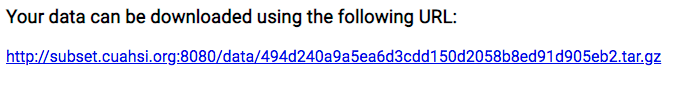 Your data can be downloaded using the following URL:
http://subset.cuahsi.org:8080/data/494d240a9a5ea6d3cdd150d2058b8ed91d905eb2.tar.gz